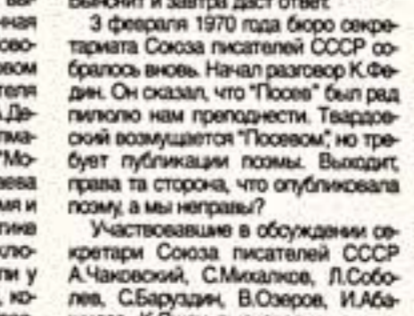 выяснит и завтра даст ответ.
3 февраля 1970 года бюро секре-
тариата Союза писателей СССР со-
бралось вновь. Начал разговор К.Фе-
дин. Он сказал, что "Посев" был рад
пилюлю нам преподнести. Твардов-
ский возмущается "Посевом", но тре-
бует публикации поэмы. Выходит,
права та сторона, что опубликовала
поэму, а мы неправы?
Участвовавшие в обсуждении се-
кретари Союза писателей СССР
А.Чаковский, С.Михалков, Л.Собо-
лев, С.Баруздин, В.Озеров, И.Аба-